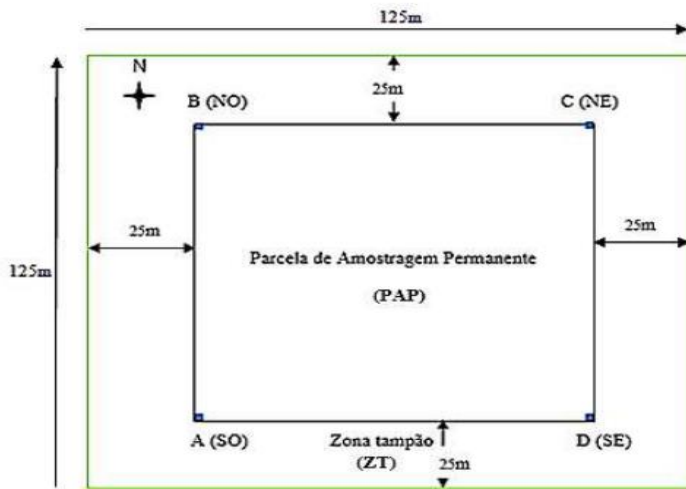 125m
N
25m
B (NO)
C (NE)
25m
25m
125m
Parcela de Amostragem Permanente
(PAP)
A (SO)
Zona tampão
(ZT)
D (SE)
25m